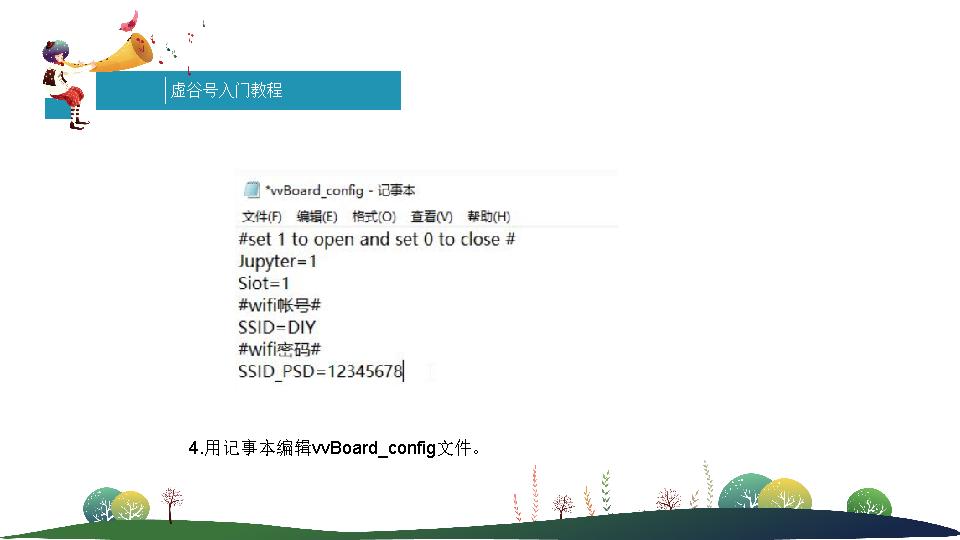 虚谷号入门教程
*vvBoard_config - 记事本
文件(F) 编辑(E) 格式(O) 查看(V) 帮助(H)
#set 1 to open and set 0 to close #
Jupyter=1
Siot=1
#wifi帐号#
SSID=DIY
#wifi密码#
SSID_PSD=12345678
4.用记事本编辑vvBoard_config文件。